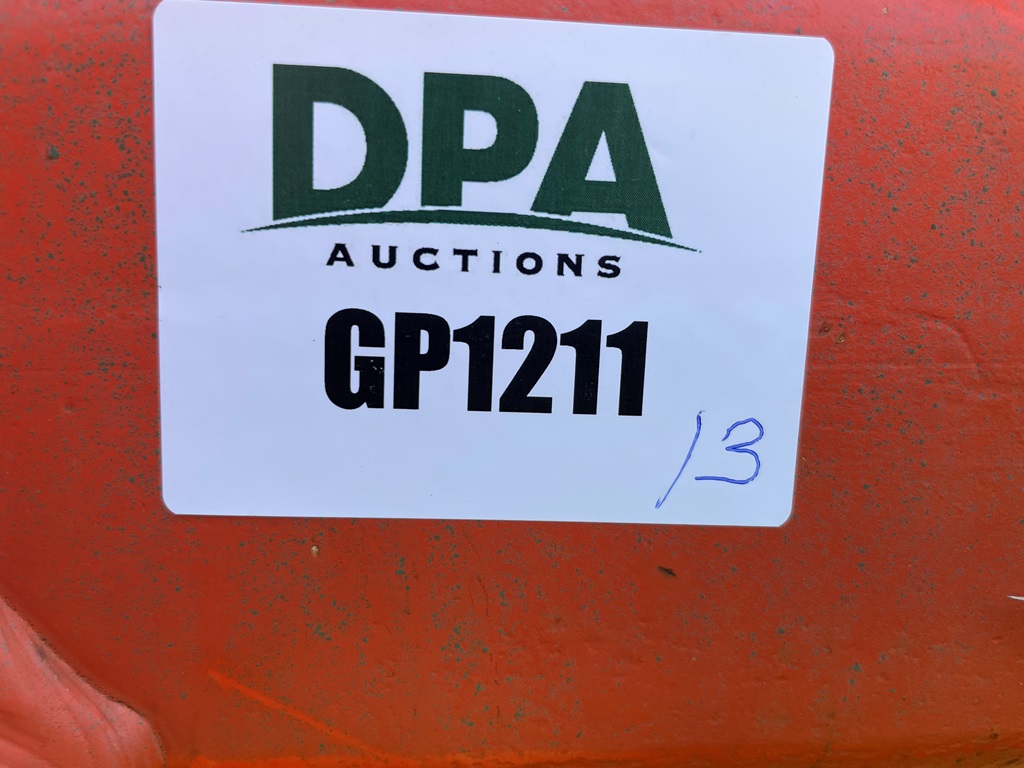 DPA
AUCTIONS
GP1211
13